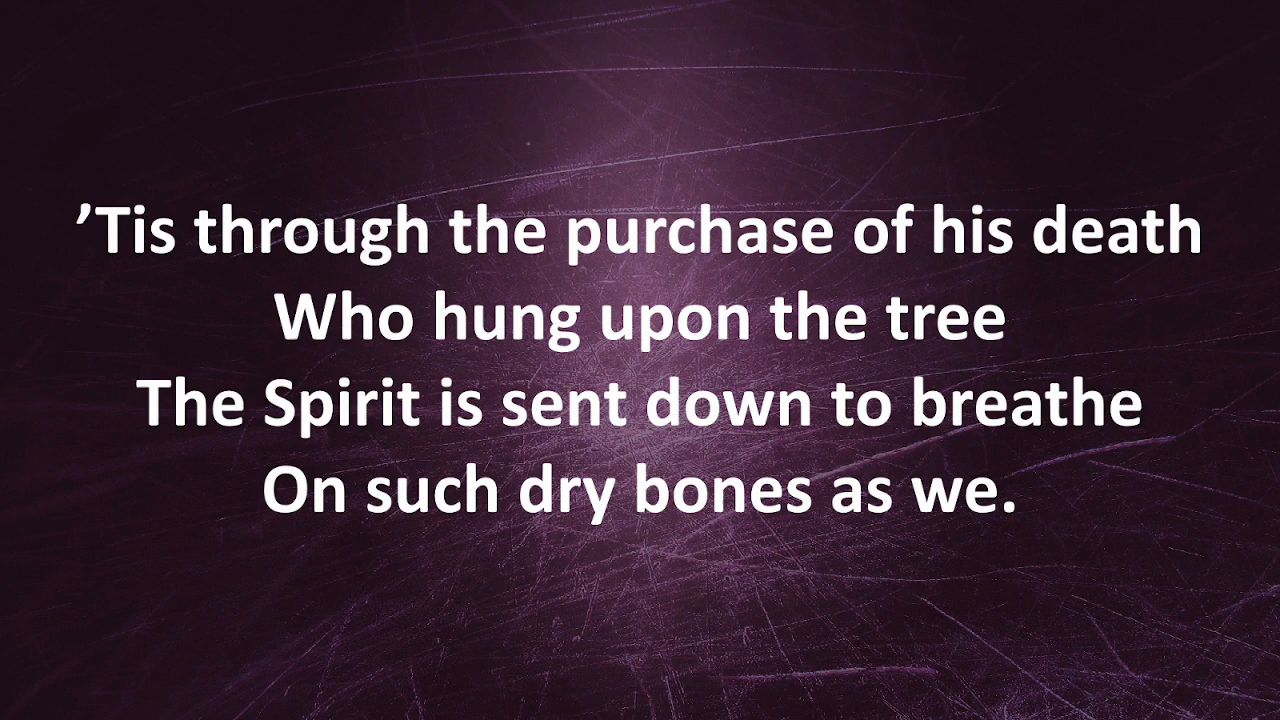 ’Tis through the purchase of his death
Who hung upon the tree
The Spirit is sent down to breathe
On such dry bones as we.